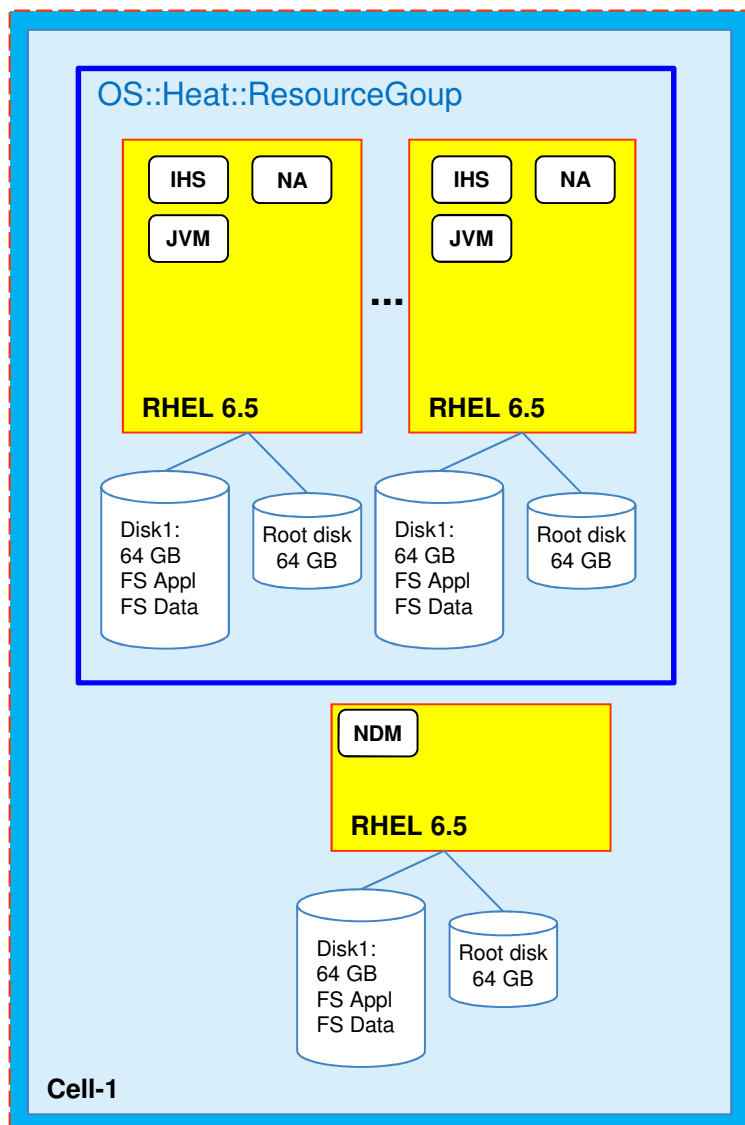 OS::Heat::ResourceGoup
IHS
NA
JVM
RHEL 6.5
...
IHS
NA
JVM
RHEL 6.5
Disk1:
64 GB
FS Appl
FS Data
Root disk
64 GB
Disk1:
64 GB
FS Appl
FS Data
Root disk
64 GB
NDM
RHEL 6.5
Disk1:
64 GB
FS Appl
FS Data
Root disk
64 GB
Cell-1